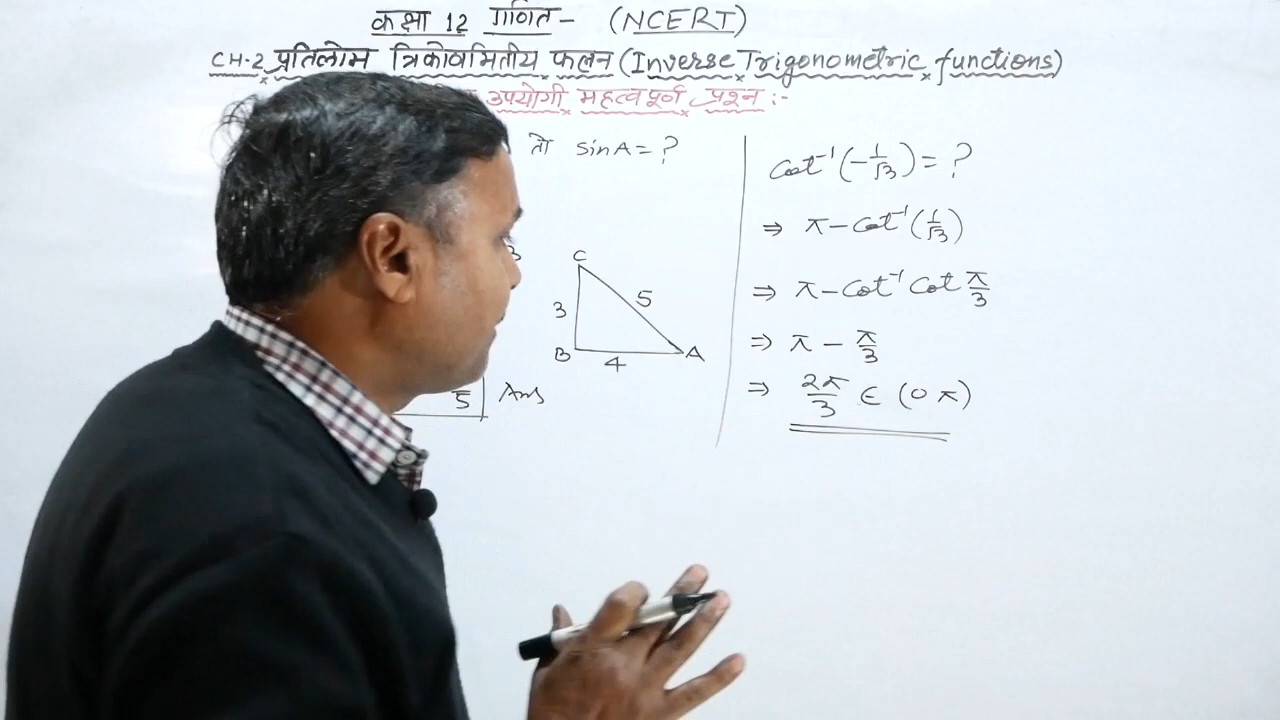 कक्षा 12 गणित- (NCERT)
CH-2 प्रतिलोम त्रिकोणमितीय फलन (Inverse Trigonometric functions)
उपयोगी महत्वपूर्ण प्रश्न :-
तो sinA = ?
3
C
3
5
B
4
A
5 Ans
Cot⁻¹(-1/√3) = ?
⇒ π - Cot⁻¹(1/√3)
⇒ π - Cot⁻¹ Cot π/3
⇒ π - π/3
⇒ 2π/3 ∈ (0 π)